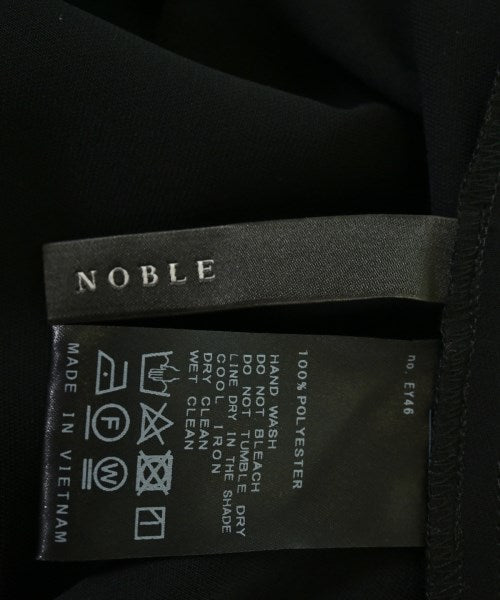 NOBLE
no. EY46
100% POLYESTER
HAND WASH
DO NOT BLEACH
DO NOT TUMBLE DRY
LINE DRY IN THE SHADE
COOL IRON
DRY CLEAN
WET CLEAN
F
W
MADE IN VIETNAM